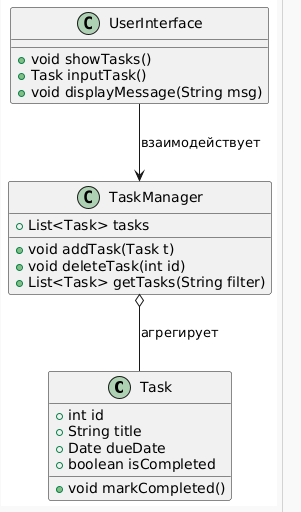 C UserInterface
void showTasks()
Task inputTask()
void displayMessage(String msg)
взаимодействует
C TaskManager
List<Task> tasks
void addTask(Task t)
void deleteTask(int id)
List<Task> getTasks(String filter)
агрегирует
C Task
int id
String title
Date dueDate
boolean isCompleted
void markCompleted()